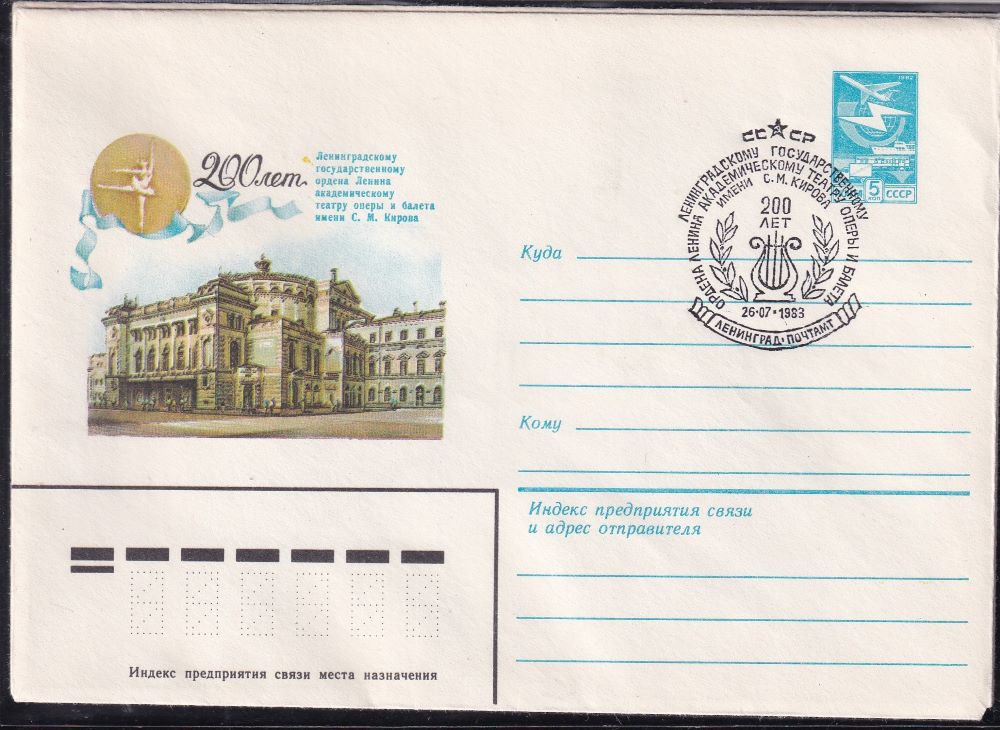 200 лет
Ленинградскому
государственному
ордена Ленина
академическому
театру оперы и балета
имени С. М. Кирова
1982
5
КОП
СССР
СССР
ЛЕНИНГРАДСКОМУ ГОСУДАРСТВЕННОМУ
ОРДЕНА ЛЕНИНА АКАДЕМИЧЕСКОМУ ТЕАТРУ ОПЕРЫ И БАЛЕТА
ИМЕНИ С. М. КИРОВА
200
ЛЕТ
26•07•1983
ЛЕНИНГРАД•ПОЧТАМТ
Куда
Кому
Индекс предприятия связи
и адрес отправителя
Индекс предприятия связи места назначения